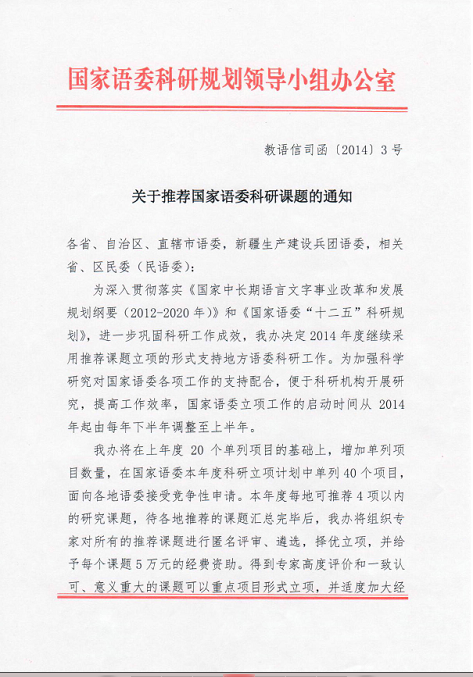 国家语委科研规划领导小组办公室
教语信司函〔2014〕3号
关于推荐国家语委科研课题的通知
各省、自治区、直辖市语委，新疆生产建设兵团语委，相关
省、区民委（民语委）：
为深入贯彻落实《国家中长期语言文字事业改革和发展
规划纲要（2012-2020年）》和《国家语委“十二五”科研规
划》，进一步巩固科研工作成效，我办决定2014年度继续采
用推荐课题立项的形式支持地方语委科研工作。为加强科学
研究对国家语委各项工作的支持配合，便于科研机构开展研
究，提高工作效率，国家语委立项工作的启动时间从 2014
年起由每年下半年调整至上半年。
我办将在上年度 20 个单列项目的基础上，增加单列项
目数量，在国家语委本年度科研立项计划中单列40个项目，
面向各地语委接受竞争性申请。本年度每地可推荐4项以内
的研究课题，待各地推荐的课题汇总完毕后，我办将组织专
家对所有的推荐课题进行匿名评审、遴选，择优立项，并给
予每个课题5万元的经费资助。得到专家高度评价和一致认
可、意义重大的课题可以重点项目形式立项，并适度加大经